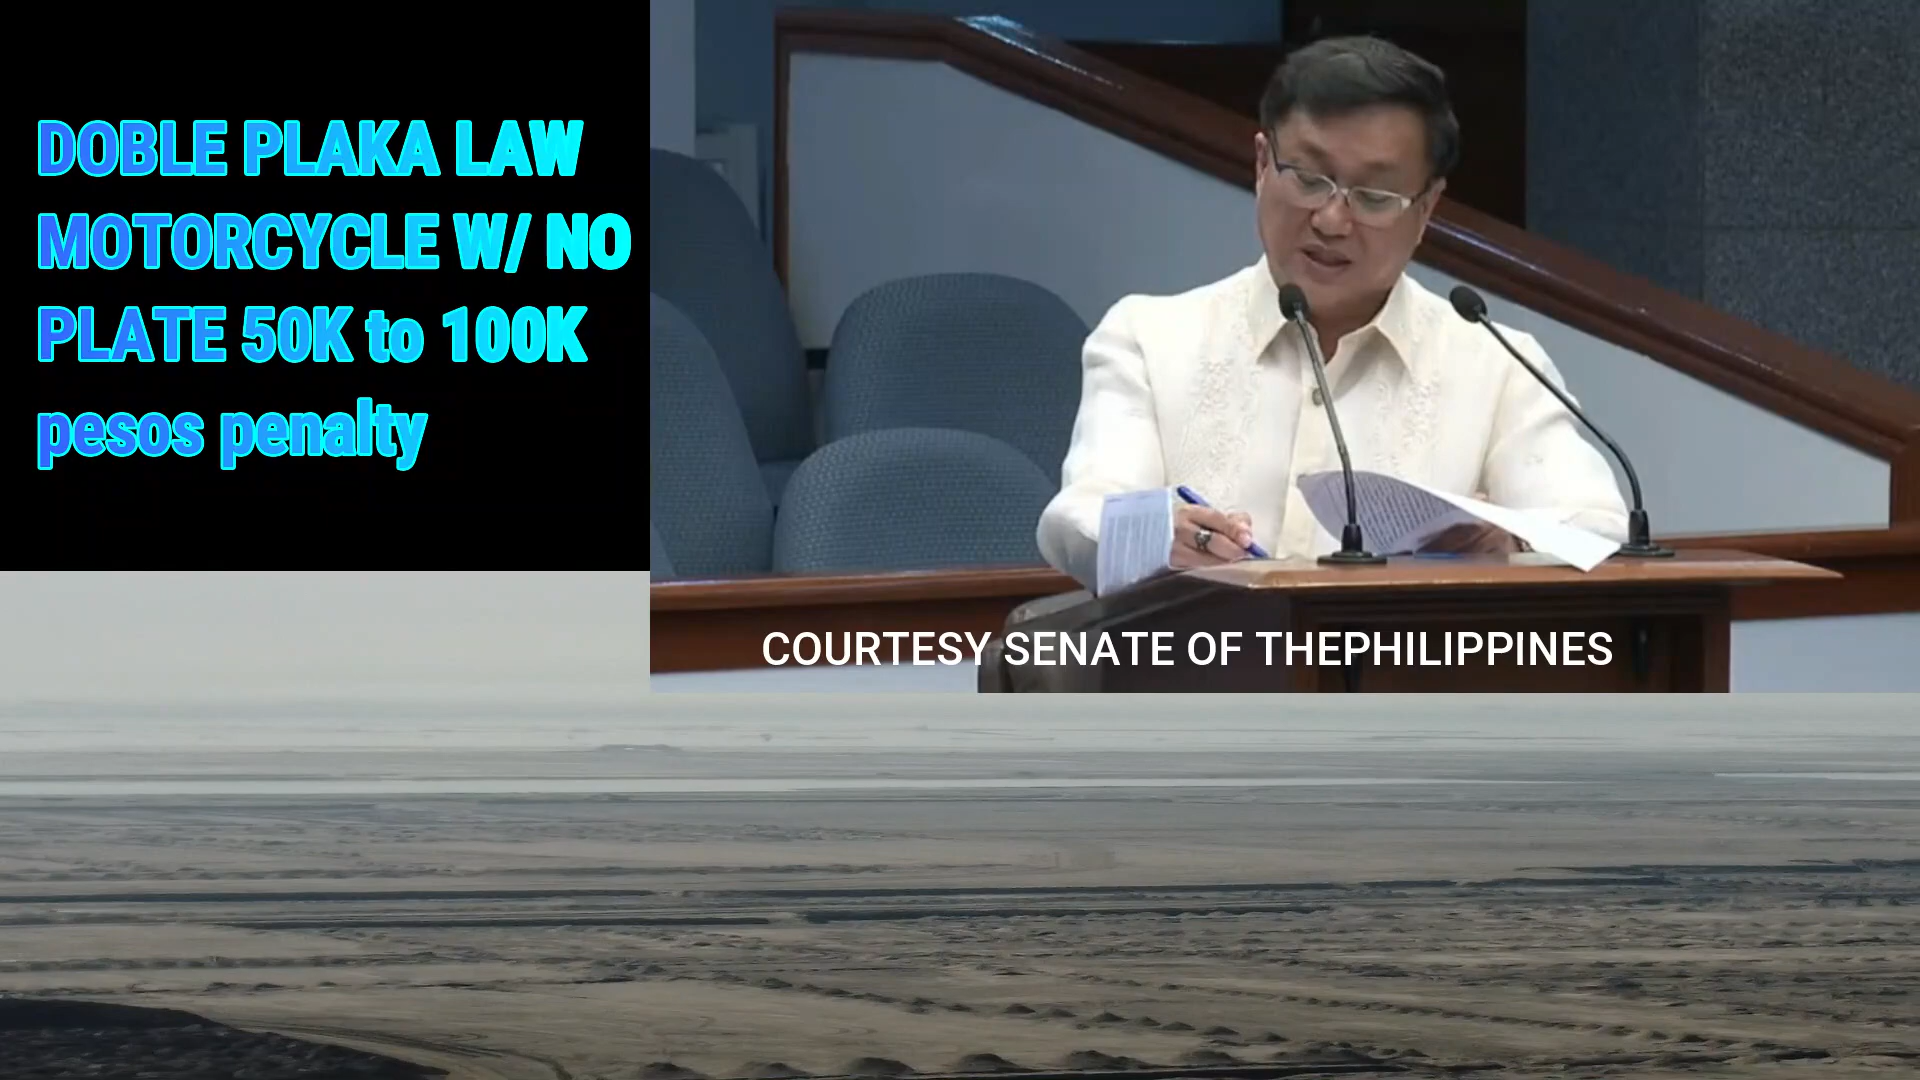 DOBLE PLAKA LAW
MOTORCYCLE W/ NO
PLATE 50K to 100K
pesos penalty
COURTESY SENATE OF THEPHILIPPINES